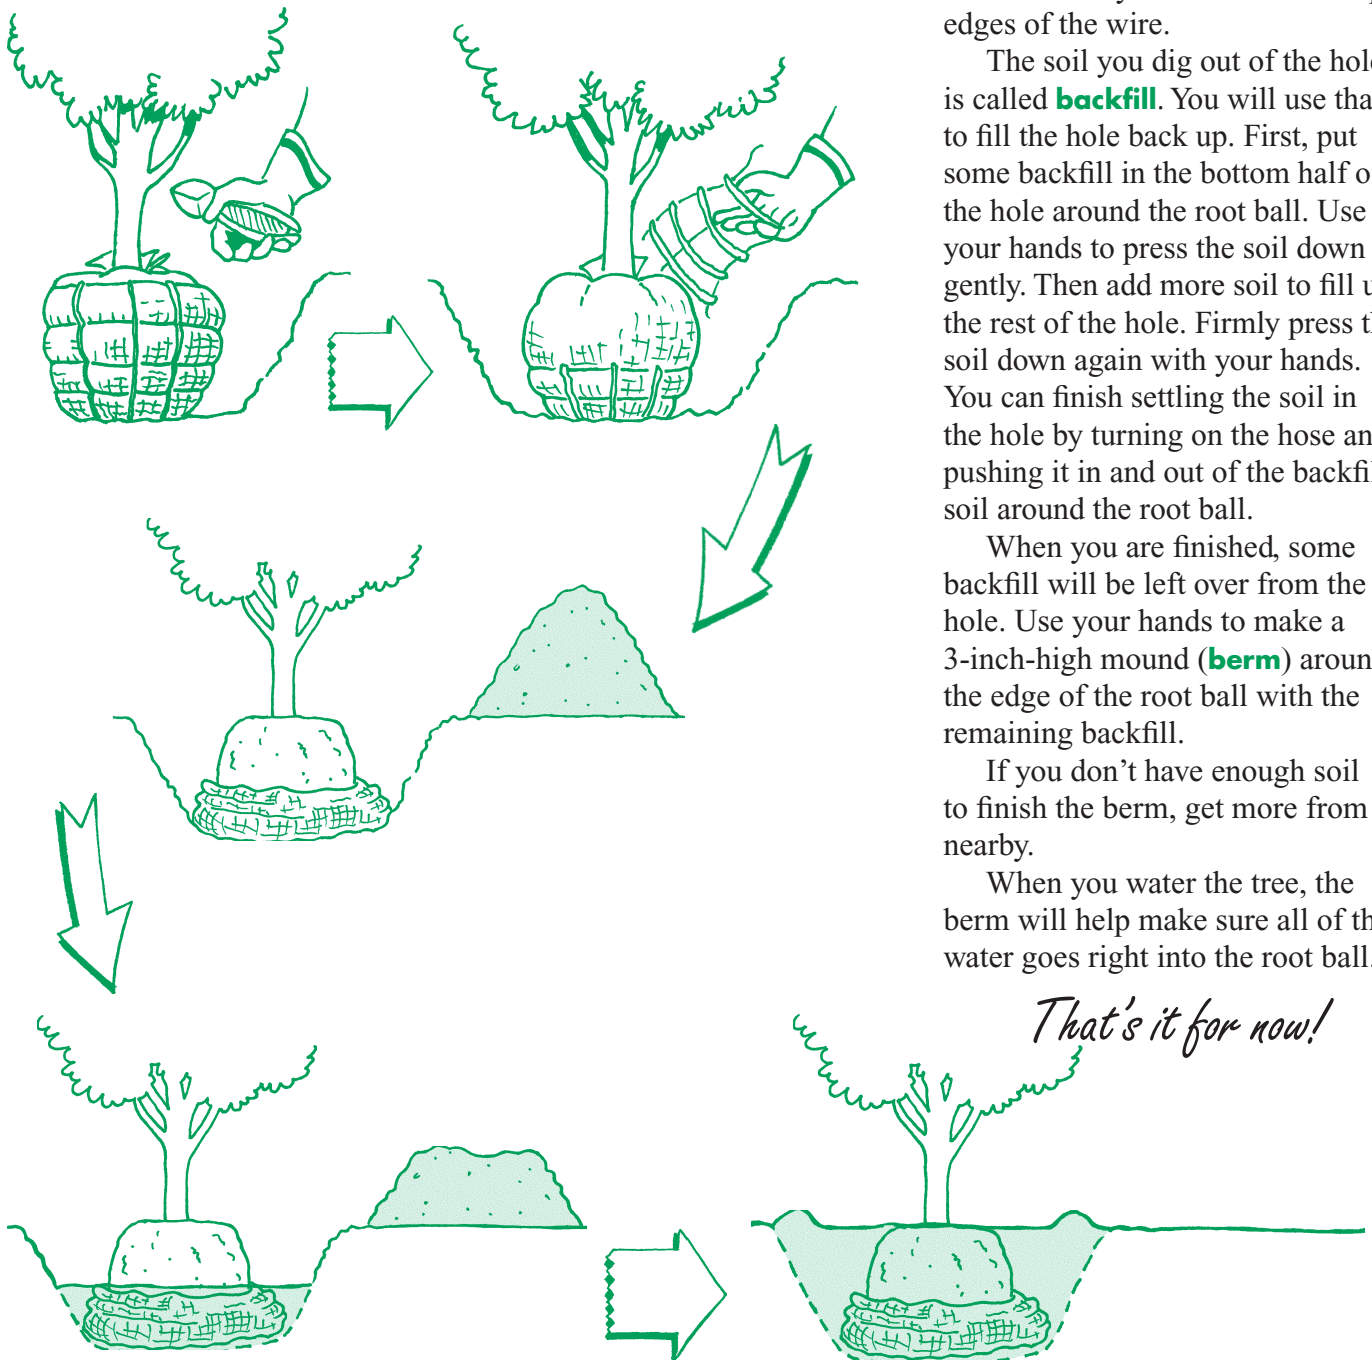 edges of the wire.
The soil you dig out of the hole
is called backfill. You will use
to fill the hole back up. First, put
some backfill in the bottom half
the hole around the root ball. Use
your hands to press the soil down
gently. Then add more soil to fill
the rest of the hole. Firmly press
soil down again with your hands.
You can finish settling the soil in
the hole by turning on the hose
pushing it in and out of the
soil around the root ball.
When you are finished, some
backfill will be left over from the
hole. Use your hands to make a
3-inch-high mound (berm)
the edge of the root ball with the
remaining backfill.
If you don’t have enough soil
to finish the berm, get more from
nearby.
When you water the tree, the
berm will help make sure all of
water goes right into the root ball.
That’s it for now!